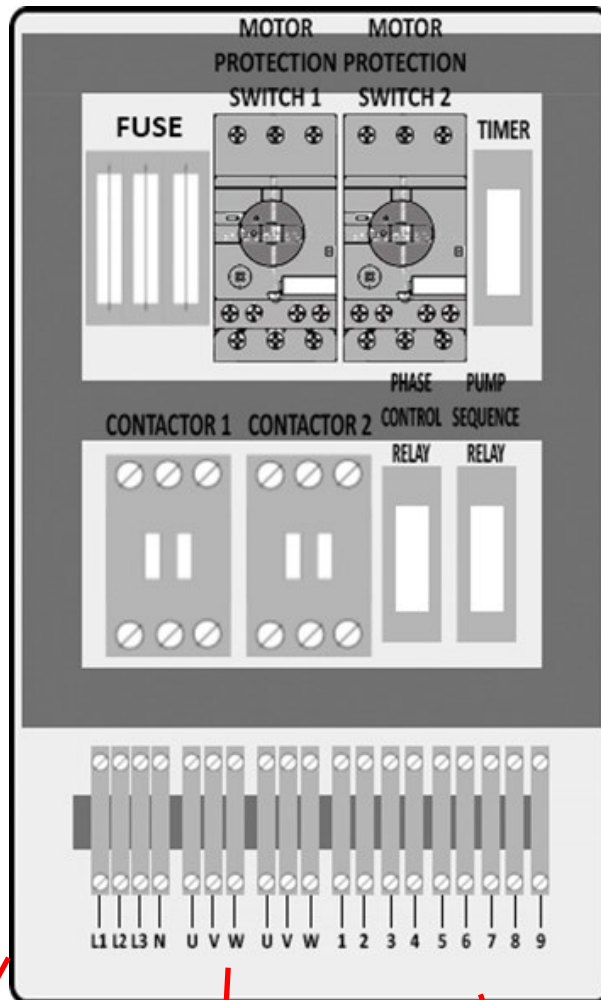 MOTOR MOTOR
PROTECTION PROTECTION
SWITCH 1 SWITCH 2
FUSE
TIMER
PHASE
CONTROL
RELAY
PUMP
SEQUENCE
RELAY
CONTACTOR 1 CONTACTOR 2
L1 L2 L3 N U V W U V W 1 2 3 4 5 6 7 8 9